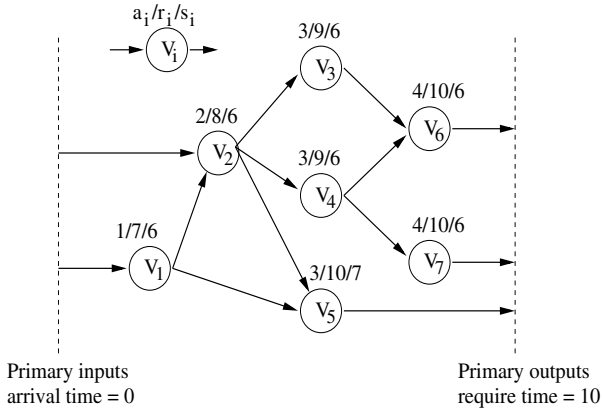 a_i/r_i/s_i
V_i
3/9/6
V_3
4/10/6
V_6
2/8/6
V_2
3/9/6
V_4
4/10/6
V_7
1/7/6
V_1
3/10/7
V_5
Primary inputs
arrival time = 0
Primary outputs
require time = 10